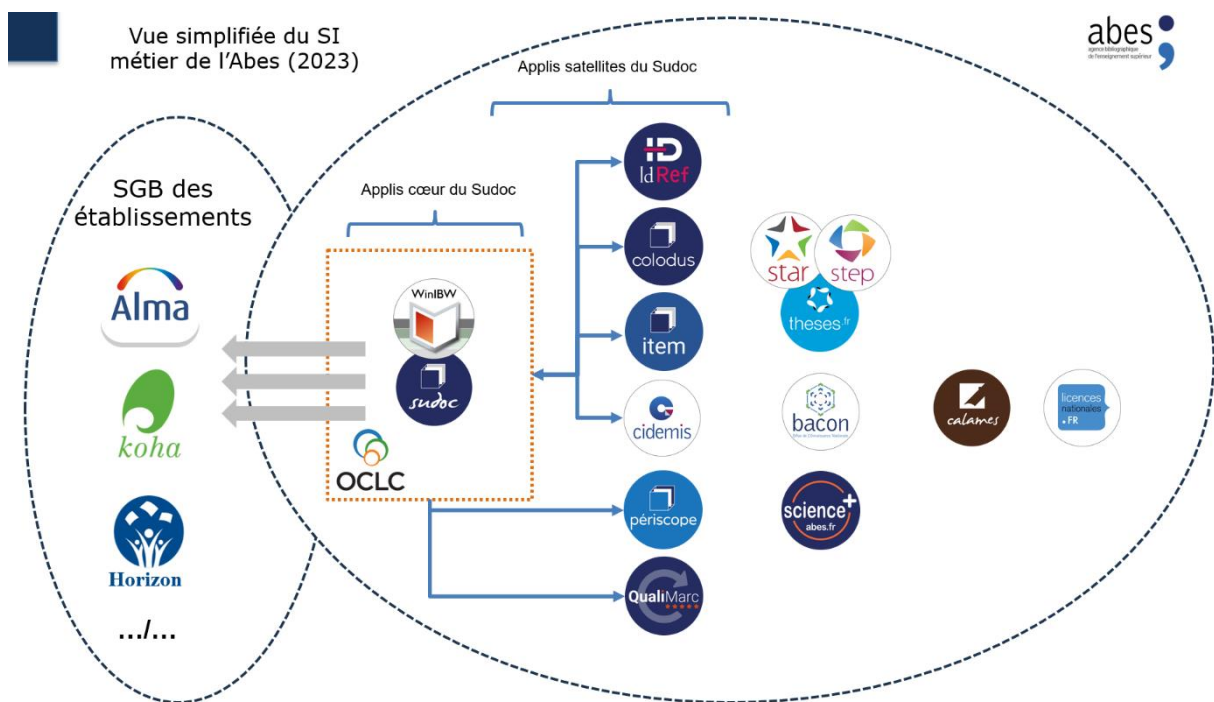 Vue simplifiée du SI
métier de l'Abes (2023)
abes
agence bibliographique
de l'enseignement supérieur
Applis satellites du Sudoc
SGB des
établissements
Applis cœur du Sudoc
IdRef
colodus
item
cidemis
périscope
QualiMarc
star
step
theses.fr
bacon
science+
abes.fr
calames
licences
nationales
.FR
WinIBW
sudoc
OCLC
Alma
koha
Horizon
.../...